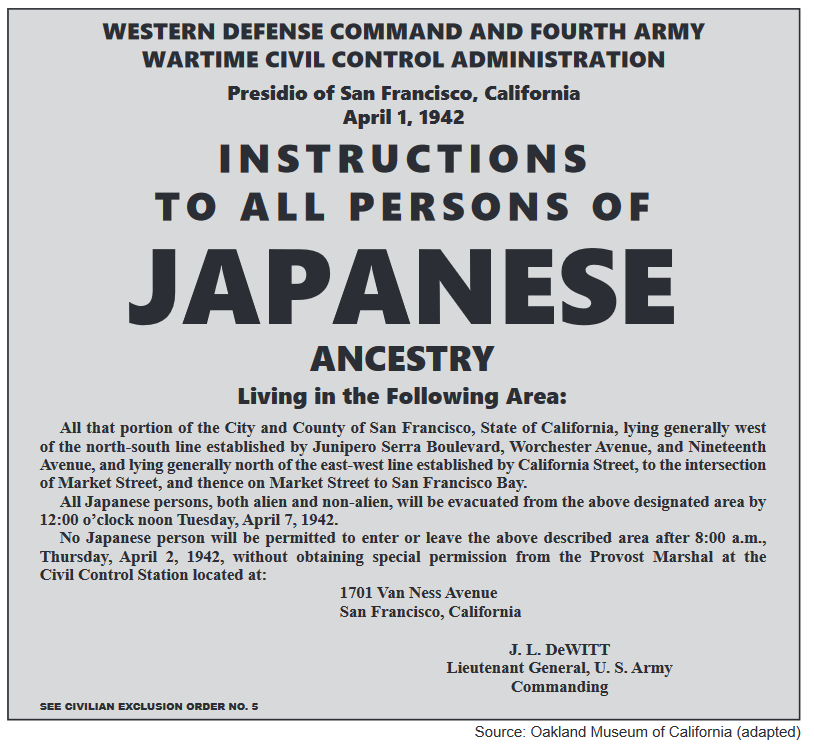 WESTERN DEFENSE COMMAND AND FOURTH ARMY
WARTIME CIVIL CONTROL ADMINISTRATION
Presidio of San Francisco, California
April 1, 1942
INSTRUCTIONS
TO ALL PERSONS OF
JAPANESE
ANCESTRY
Living in the Following Area:
All that portion of the City and County of San Francisco, State of California, lying generally west
of the north-south line established by Junipero Serra Boulevard, Worchester Avenue, and Nineteenth
Avenue, and lying generally north of the east-west line established by California Street, to the intersection
of Market Street, and thence on Market Street to San Francisco Bay.
All Japanese persons, both alien and non-alien, will be evacuated from the above designated area by
12:00 o’clock noon Tuesday, April 7, 1942.
No Japanese person will be permitted to enter or leave the above described area after 8:00 a.m.,
Thursday, April 2, 1942, without obtaining special permission from the Provost Marshal at the
Civil Control Station located at:
1701 Van Ness Avenue
San Francisco, California
J. L. DeWITT
Lieutenant General, U. S. Army
Commanding
SEE CIVILIAN EXCLUSION ORDER NO. 5
Source: Oakland Museum of California (adapted)